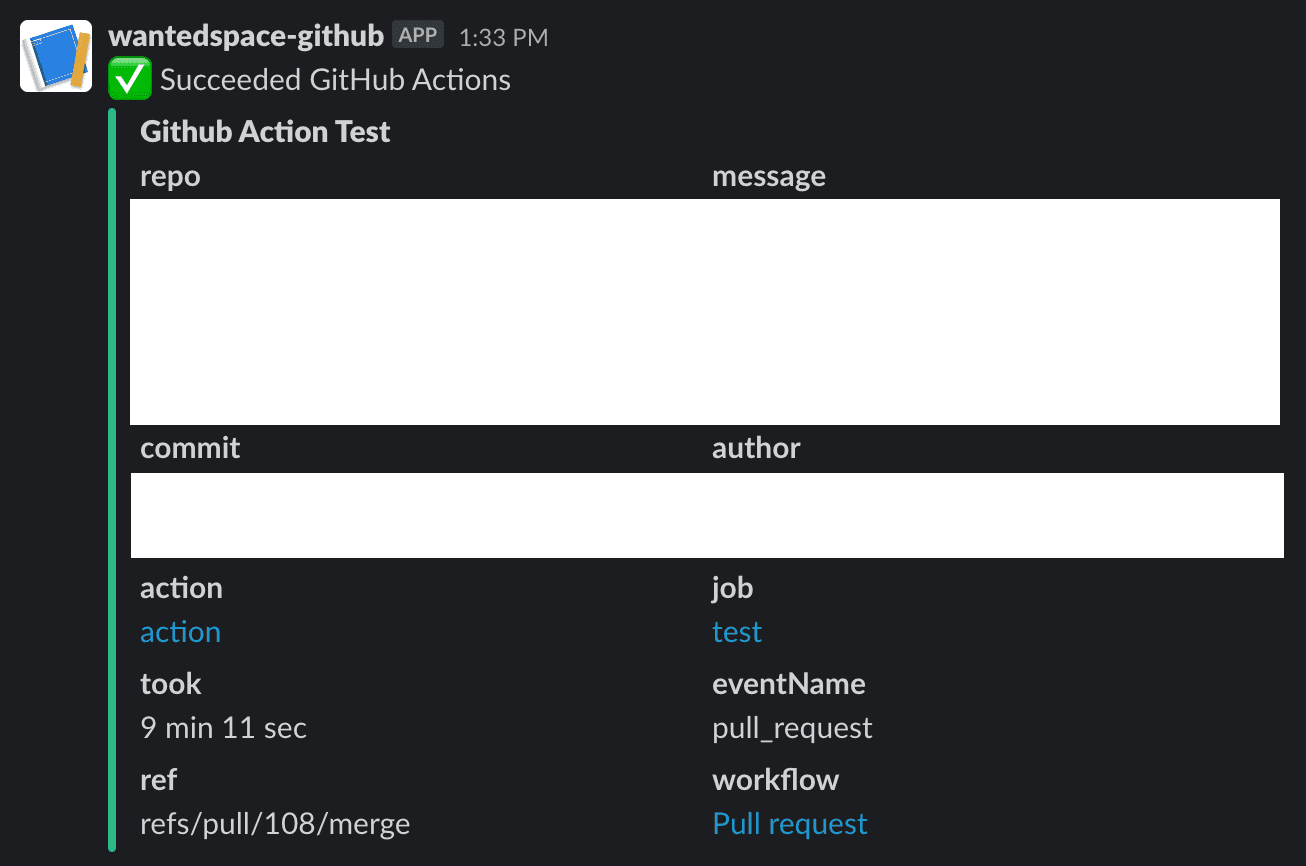 wantedspace-github APP 1:33 PM
Succeeded GitHub Actions
Github Action Test
repo message
commit author
action job
action test
took eventName
9 min 11 sec pull_request
ref workflow
refs/pull/108/merge Pull request